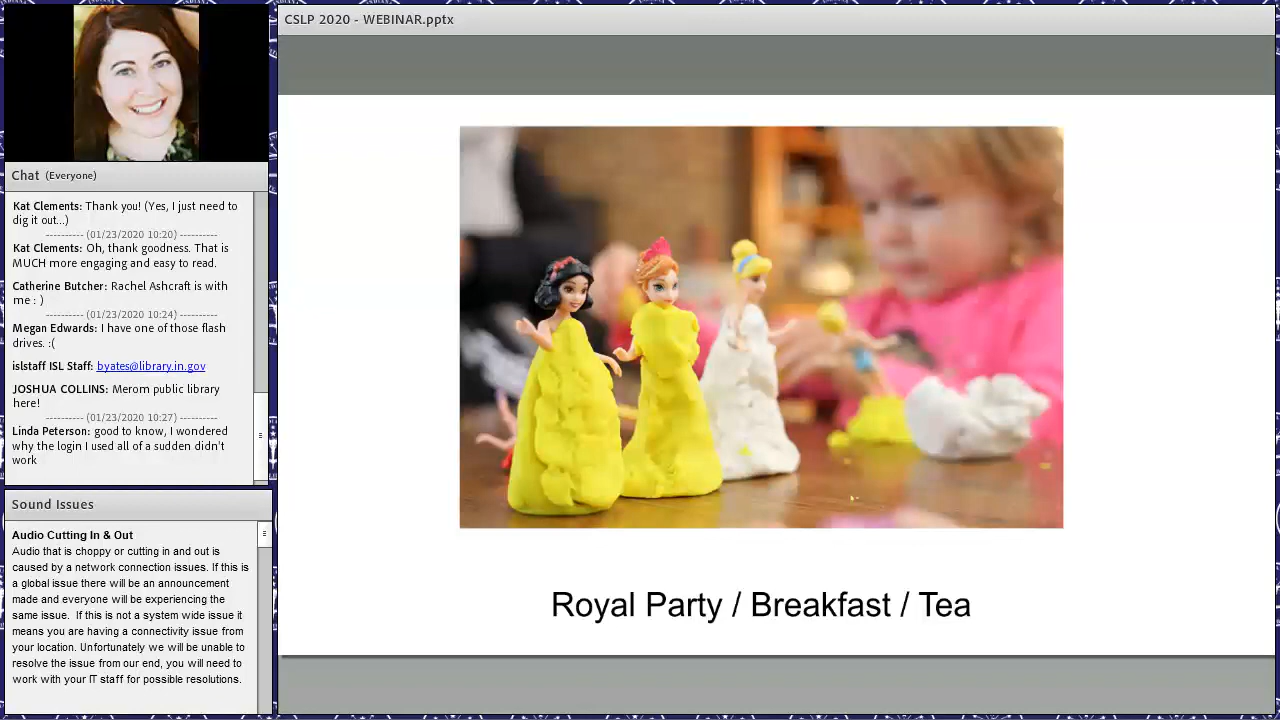 CSLP 2020 - WEBINAR.pptx
Chat (Everyone)
Kat Clements: Thank you! (Yes, I just need to
dig it out...)
---------- (01/23/2020 10:20) ----------
Kat Clements: Oh, thank goodness. That is
MUCH more engaging and easy to read.
Catherine Butcher: Rachel Ashcraft is with
me : )
---------- (01/23/2020 10:24) ----------
Megan Edwards: I have one of those flash
drives. :(
islstaff ISL Staff: byates@library.in.gov
JOSHUA COLLINS: Merom public library
here!
---------- (01/23/2020 10:27) ----------
Linda Peterson: good to know, I wondered
why the login I used all of a sudden didn't
work
Sound Issues
Audio Cutting In & Out
Audio that is choppy or cutting in and out is
caused by a network connection issues. If this is
a global issue there will be an announcement
made and everyone will be experiencing the
same issue.  If this is not a system wide issue it
means you are having a connectivity issue from
your location. Unfortunately we will be unable to
resolve the issue from our end, you will need to
work with your IT staff for possible resolutions.
Royal Party / Breakfast / Tea